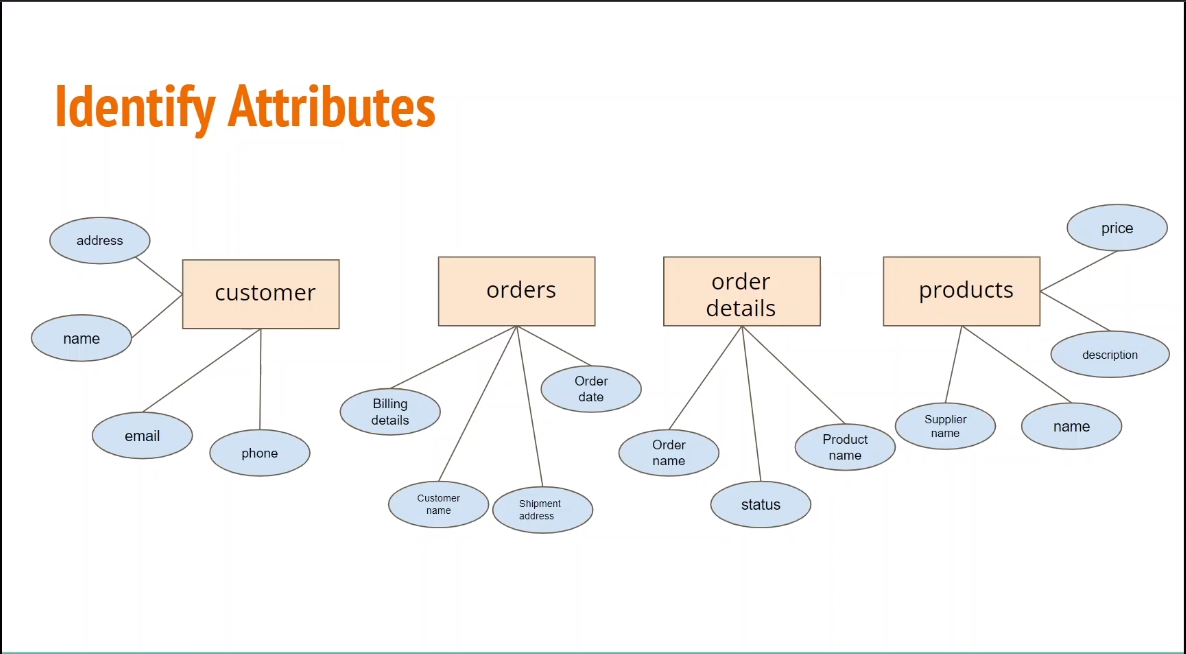 Identify Attributes
address
name
email
phone
customer
orders
Billing
details
Customer
name
Shipment
address
Order
date
order
details
Order
name
status
Product
name
products
price
description
Supplier
name
name